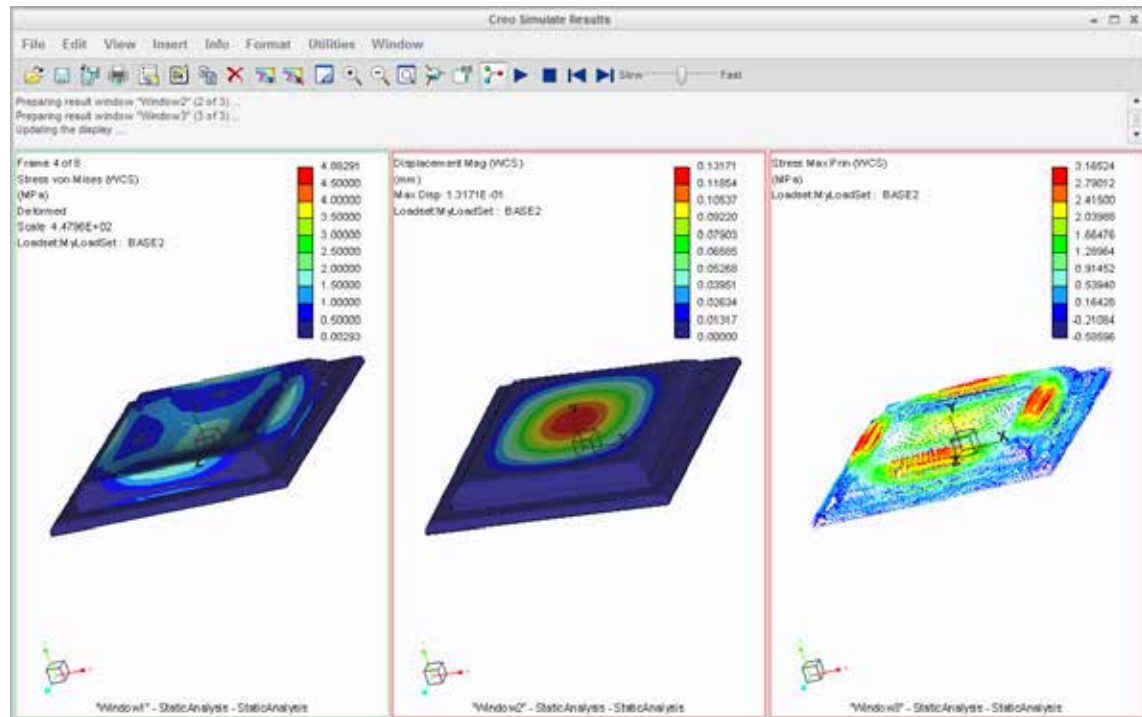 Creo Simulate Results
File Edit View Insert Info Format Utilities Window
Slow Fast
Preparing result window "Window2" (2 of 3) ...
Preparing result window "Window3" (3 of 3) ...
Updating the display ...
Frame 4 of 8
Stress von Mises (WCS)
(MPa)
Deformed
Scale 4.4796E+02
Loadset:MyLoadSet : BASE2
4.88291
4.50000
4.00000
3.50000
3.00000
2.50000
2.00000
1.50000
1.00000
0.50000
0.00293
"Window1" - StaticAnalysis - StaticAnalysis
Displacement Mag (WCS)
(mm)
Max Disp 1.3171E-01
Loadset:MyLoadSet : BASE2
0.13171
0.11854
0.10537
0.09220
0.07903
0.06585
0.05268
0.03951
0.02634
0.01317
0.00000
"Window2" - StaticAnalysis - StaticAnalysis
Stress Max Prin (WCS)
(MPa)
Loadset:MyLoadSet : BASE2
3.16524
2.79012
2.41500
2.03988
1.66476
1.28964
0.91452
0.53940
0.16428
-0.21084
-0.58596
Y
X
"Window3" - StaticAnalysis - StaticAnalysis